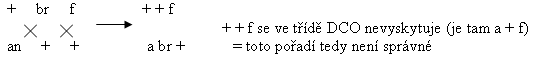 + br f + + f
+ + f se ve třídě DCO nevyskytuje (je tam a + f)
an + + a br + = toto pořadí tedy není správné